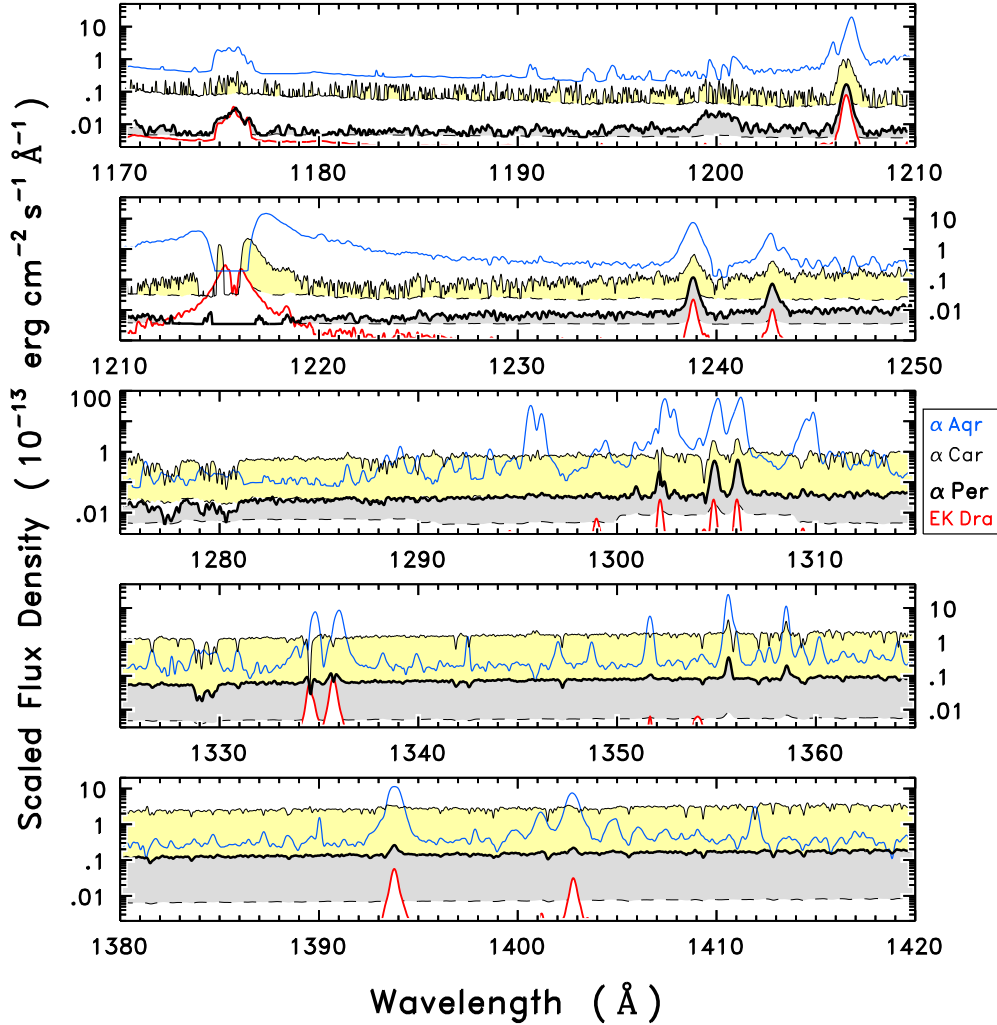 Scaled Flux Density (10⁻¹³ erg cm⁻² s⁻¹ Å⁻¹)
10
1
.1
.01
1170 1180 1190 1200 1210
10
1
.1
.01
1210 1220 1230 1240 1250
100
1
.01
1280 1290 1300 1310
α Aqr
α Car
α Per
EK Dra
10
1
.1
.01
1330 1340 1350 1360
10
1
.1
.01
1380 1390 1400 1410 1420
Wavelength (Å)